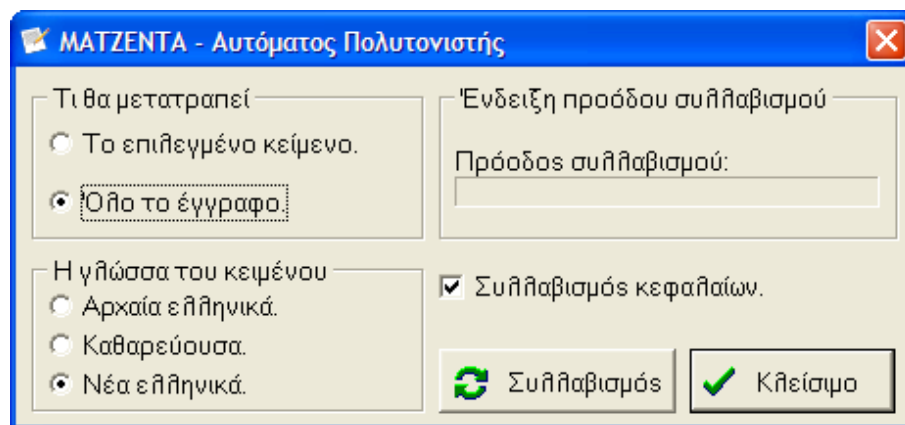 ΜΑΤΖΕΝΤΑ - Αυτόματος Πολυτονιστής
Τι θα μετατραπεί
Το επιλεγμένο κείμενο.
Όλο το έγγραφο.
Η γλώσσα του κειμένου
Αρχαία ελληνικά.
Καθαρεύουσα.
Νέα ελληνικά.
Ένδειξη προόδου συλλαβισμού
Πρόοδος συλλαβισμού:
Συλλαβισμός κεφαλαίων.
Συλλαβισμός
Κλείσιμο